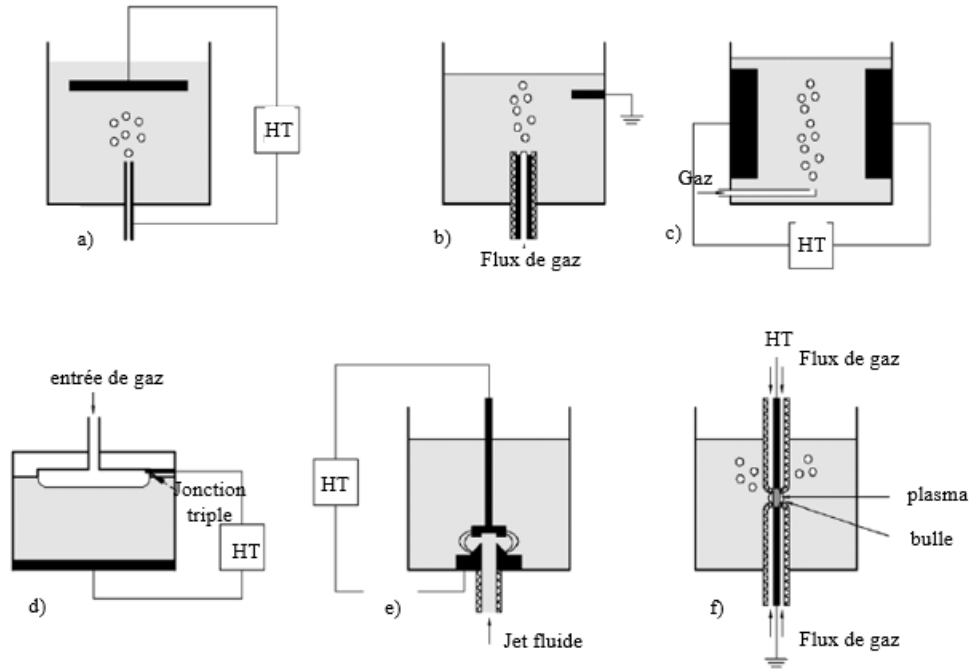 HT
a)
b)
Flux de gaz
Gaz
c)
HT
entrée de gaz
Jonction
triple
HT
d)
HT
e)
Jet fluide
HT
Flux de gaz
plasma
bulle
f)
Flux de gaz